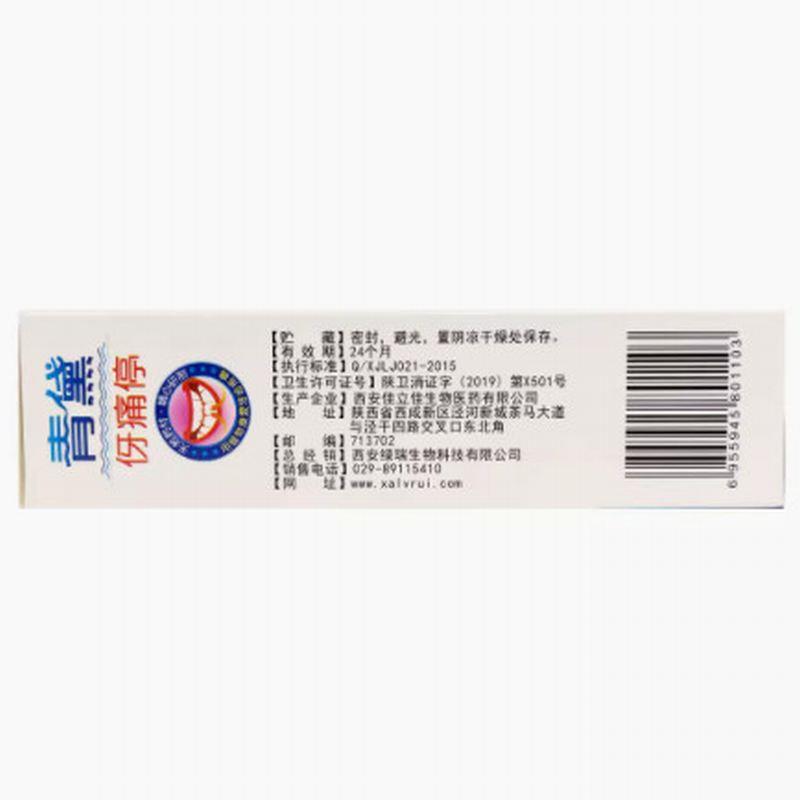 青黛
伢痛停
【贮 藏】密封，避光，置阴凉干燥处保存。
【有 效 期】24个月
【执行标准】Q/XJLJ021-2015
【卫生许可证号】陕卫消证字（2019）第X501号
【生产企业】西安佳立佳生物医药有限公司
【地 址】陕西省西咸新区泾河新城茶马大道
与泾干四路交叉口东北角
【邮 编】713702
【总 经 销】西安绿瑞生物科技有限公司
【销售电话】029-89115410
【网 址】www.xalvrui.com
6 955945 801103